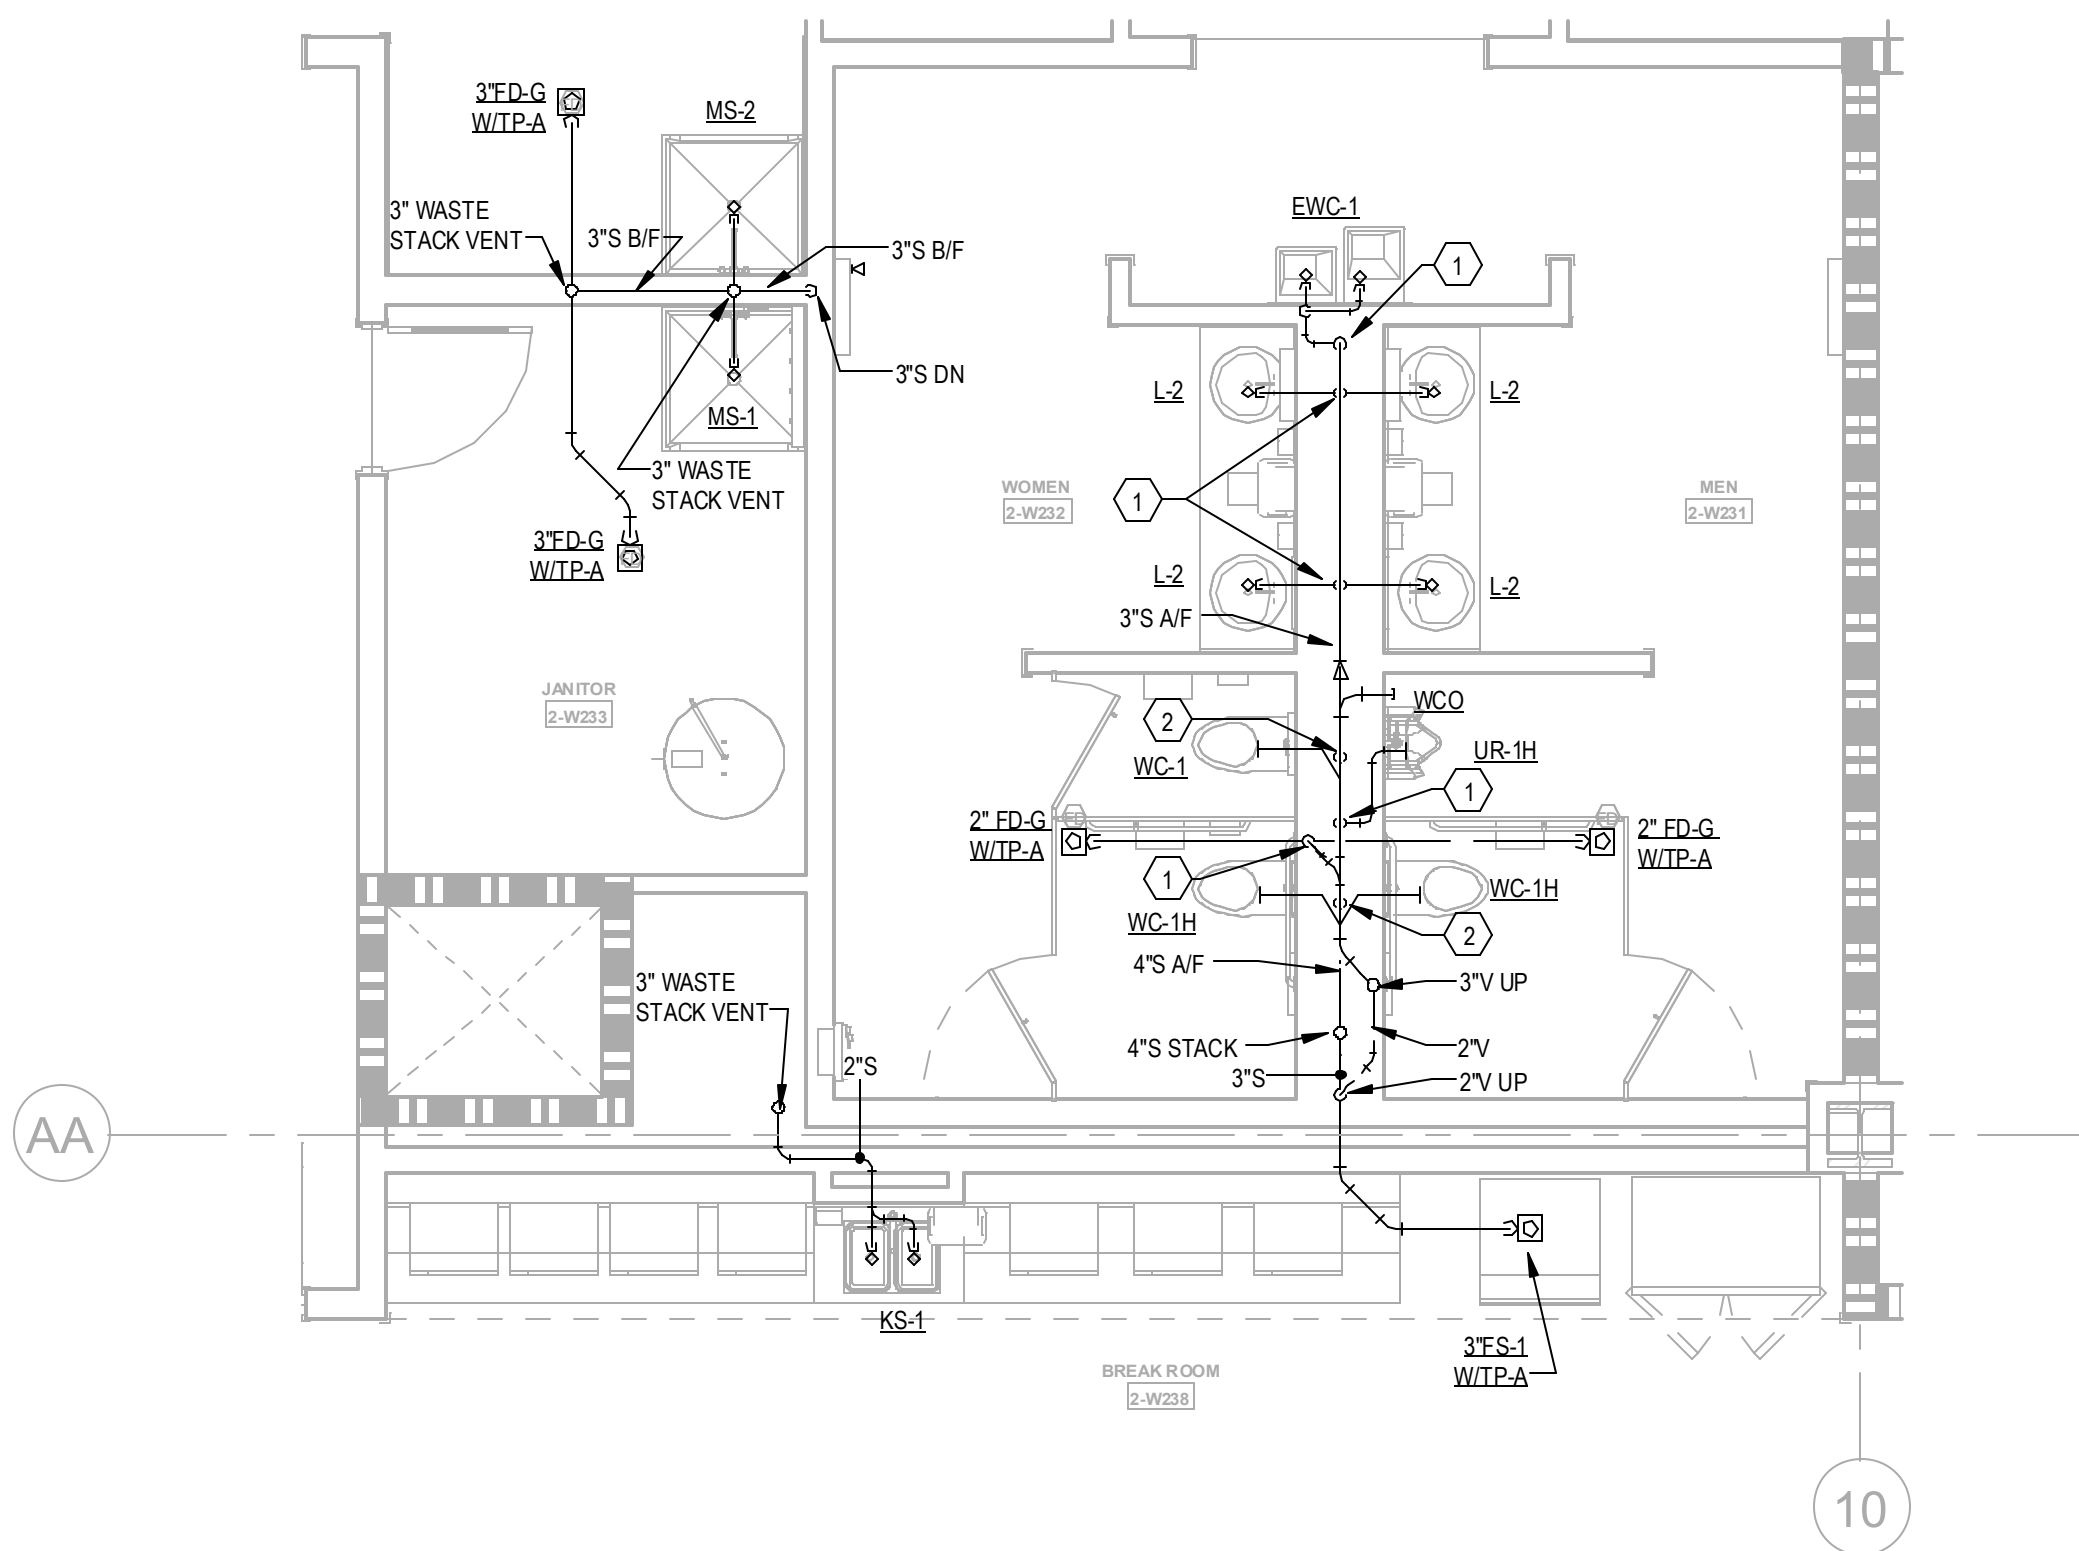 3"FD-G
W/TP-A
MS-2
3" WASTE
STACK VENT
3"S B/F
3"S B/F
EWC-1
1
3"S DN
MS-1
L-2
L-2
3" WASTE
STACK VENT
WOMEN
2-W232
1
MEN
2-W231
3"FD-G
W/TP-A
L-2
L-2
3"S A/F
JANITOR
2-W233
2
WCO
WC-1
UR-1H
1
2" FD-G
W/TP-A
2" FD-G
W/TP-A
1
WC-1H
WC-1H
2
4"S A/F
3" WASTE
STACK VENT
3"V UP
4"S STACK
2"V
2"S
3"S
2"V UP
AA
KS-1
3"FS-1
W/TP-A
BREAK ROOM
2-W238
10